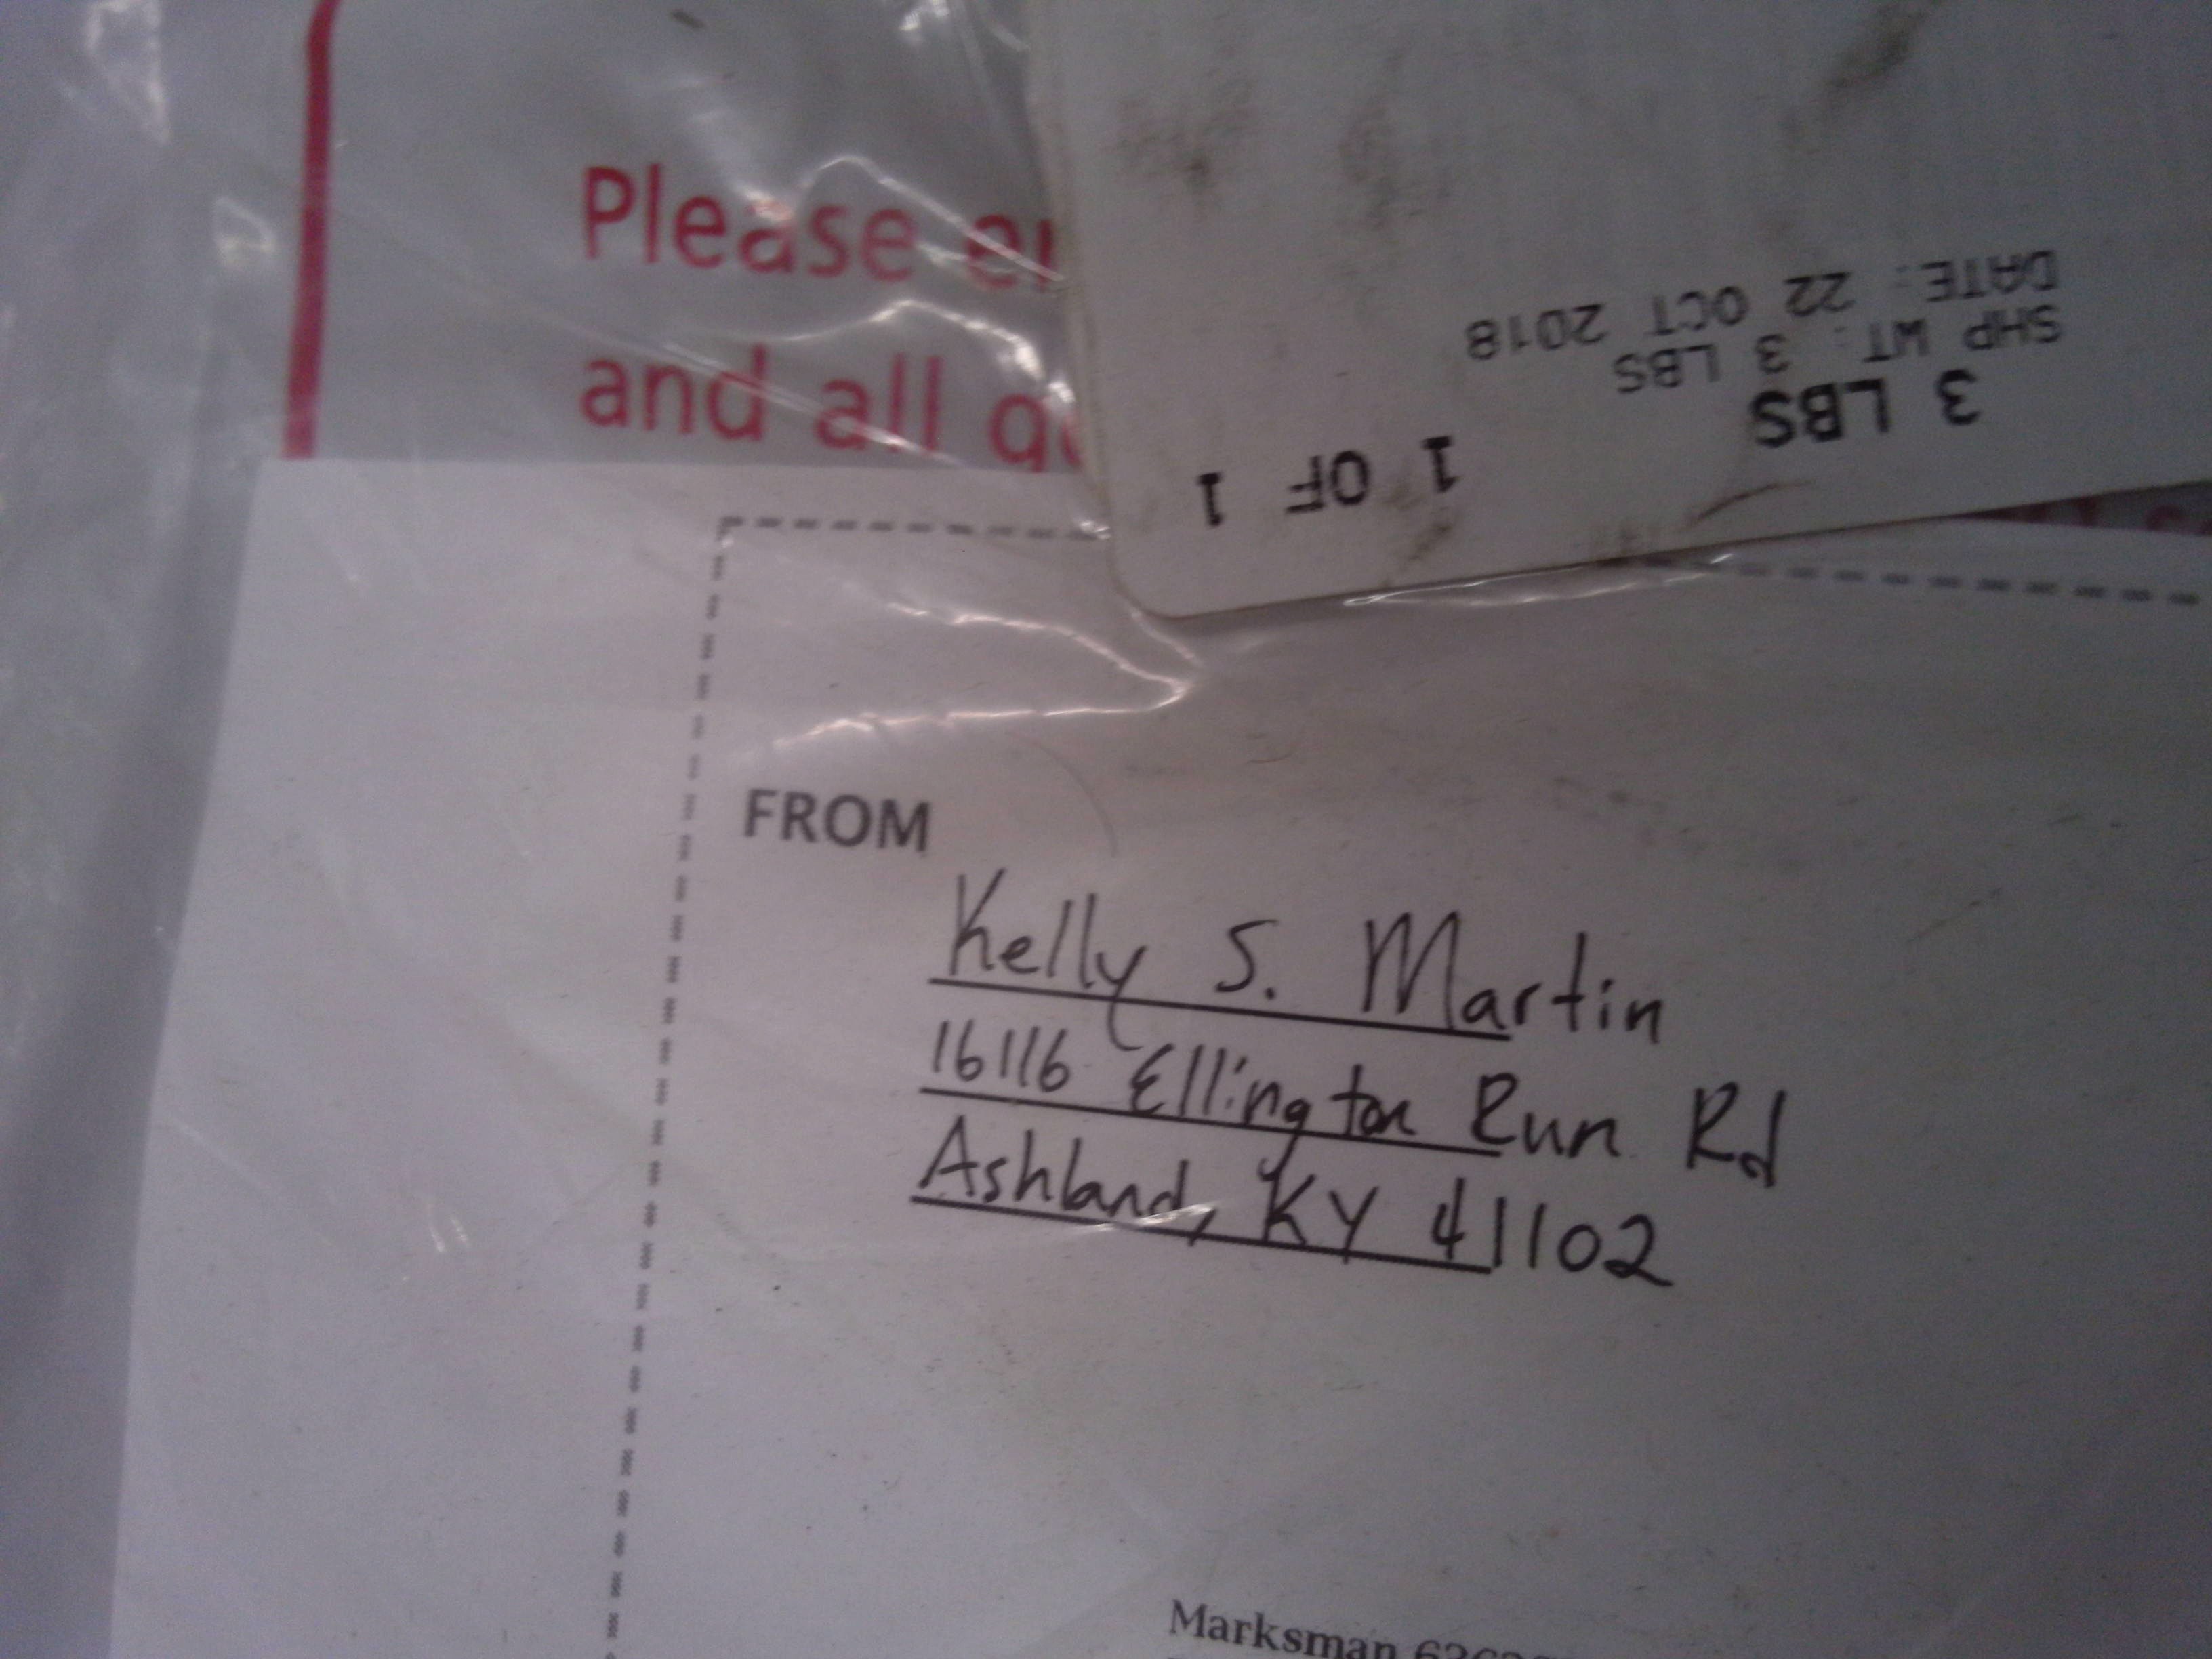 Please
and all
DATE: 22 OCT 2018
SHP WT: 3 LBS
3 LBS
1 OF 1
FROM
Kelly S. Martin
16116 Ellington Run Rd
Ashland, KY 41102
Marksman